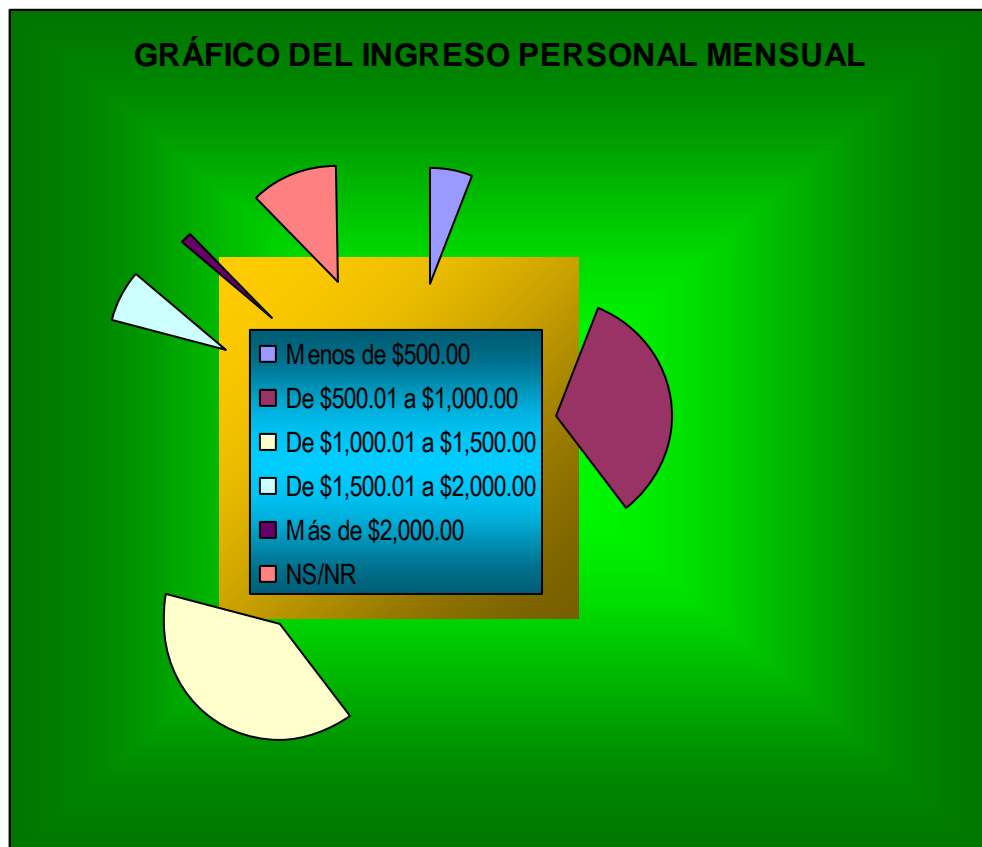 GRÁFICO DEL INGRESO PERSONAL MENSUAL
Menos de $500.00
De $500.01 a $1,000.00
De $1,000.01 a $1,500.00
De $1,500.01 a $2,000.00
Más de $2,000.00
NS/NR